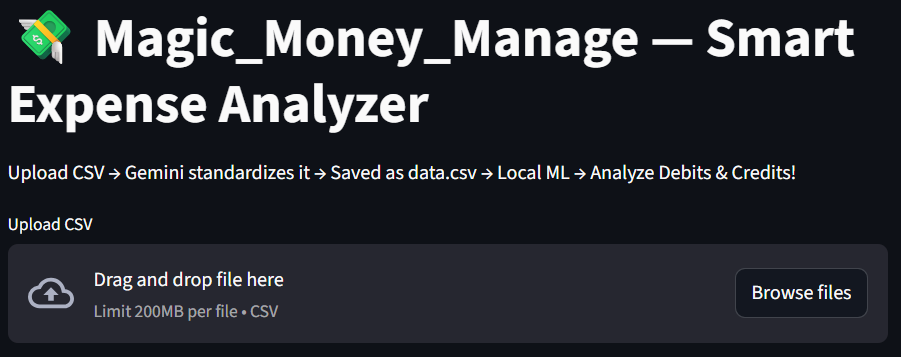 Magic_Money_Manage — Smart
Expense Analyzer
Upload CSV → Gemini standardizes it → Saved as data.csv → Local ML → Analyze Debits & Credits!
Upload CSV
Drag and drop file here
Browse files
Limit 200MB per file • CSV